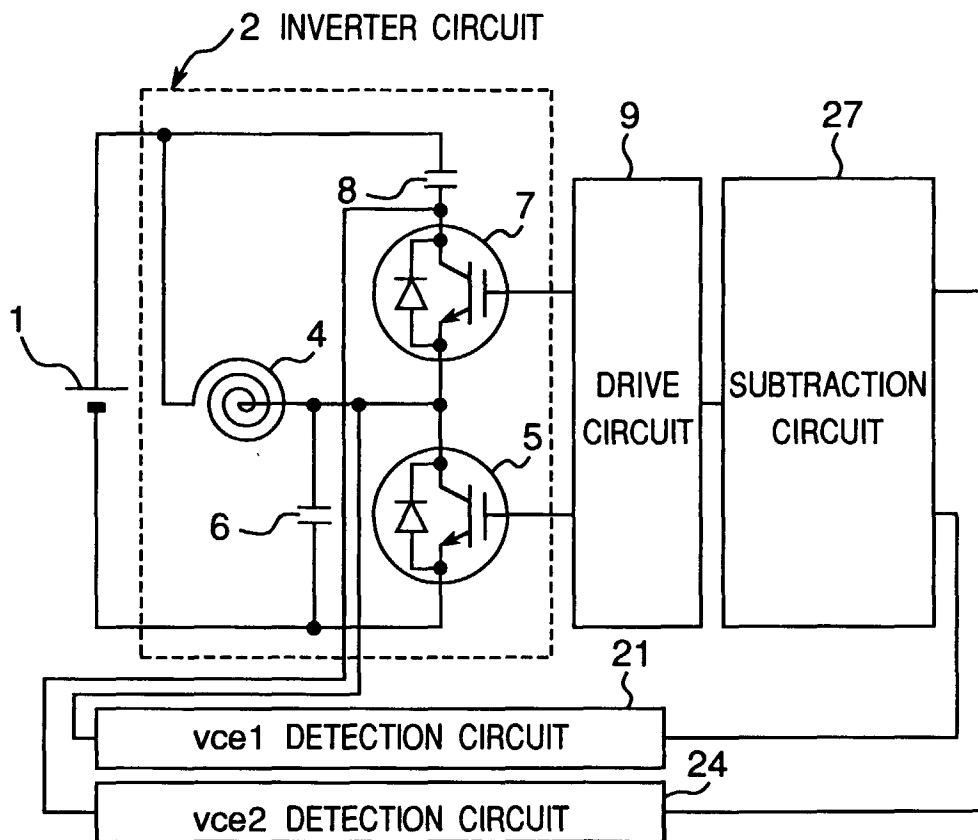 2 INVERTER CIRCUIT
9
27
8
7
1
4
DRIVE
CIRCUIT
SUBTRACTION
CIRCUIT
5
6
21
vce1 DETECTION CIRCUIT
24
vce2 DETECTION CIRCUIT